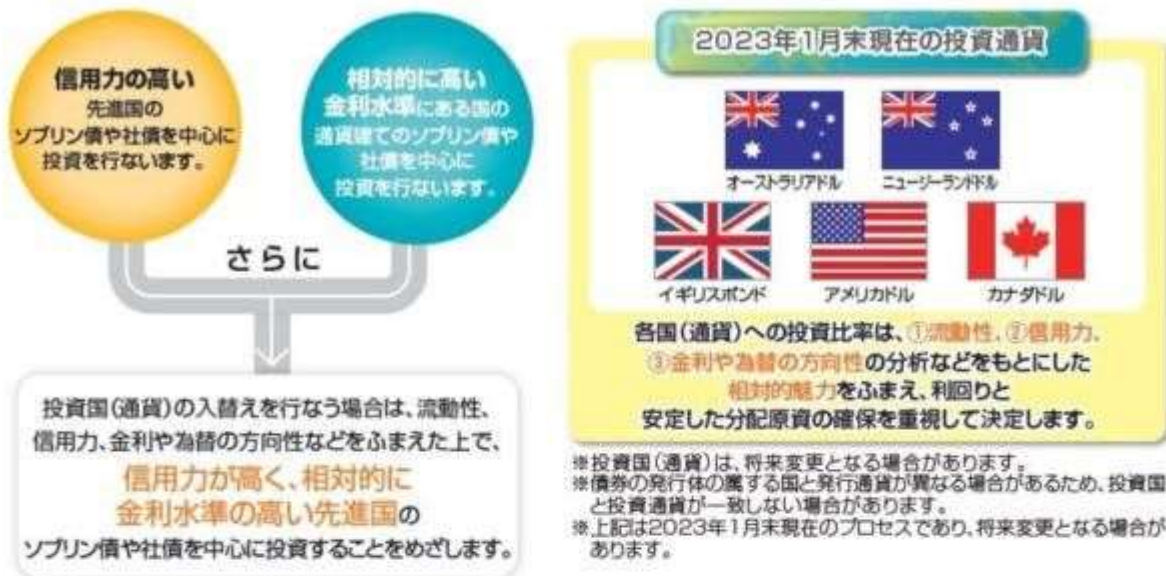 信用力の高い
先進国の
ソブリン債や社債を中心に
投資を行ないます。
相対的に高い
金利水準にある国の
通貨建てのソブリン債や
社債を中心に
投資を行ないます。
さらに
投資国(通貨)の入替えを行なう場合は、流動性、
信用力、金利や為替の方向性などをふまえた上で、
信用力が高く、相対的に
金利水準の高い先進国の
ソブリン債や社債を中心に投資することをめざします。
2023年1月末現在の投資通貨
オーストラリアドル
ニュージーランドドル
イギリスポンド
アメリカドル
カナダドル
各国(通貨)への投資比率は、①流動性、②信用力、
③金利や為替の方向性の分析などをもとにした
相対的魅力をふまえ、利回りと
安定した分配原資の確保を重視して決定します。
※投資国(通貨)は、将来変更となる場合があります。
※債券の発行体の属する国と発行通貨が異なる場合があるため、投資国
と投資通貨が一致しない場合があります。
※上記は2023年1月末現在のプロセスであり、将来変更となる場合が
あります。